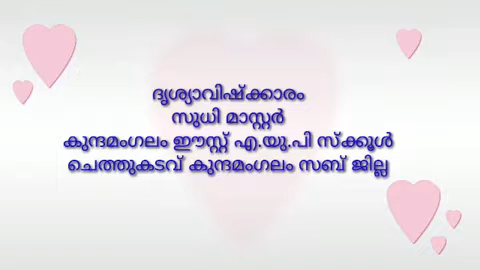 ദൃശ്യാവിഷ്ക്കാരം
സുധി മാസ്റ്റർ
കുന്ദമംഗലം ഈസ്റ്റ് എ.യു.പി സ്ക്കൂൾ
ചെത്തുകടവ് കുന്ദമംഗലം സബ് ജില്ല